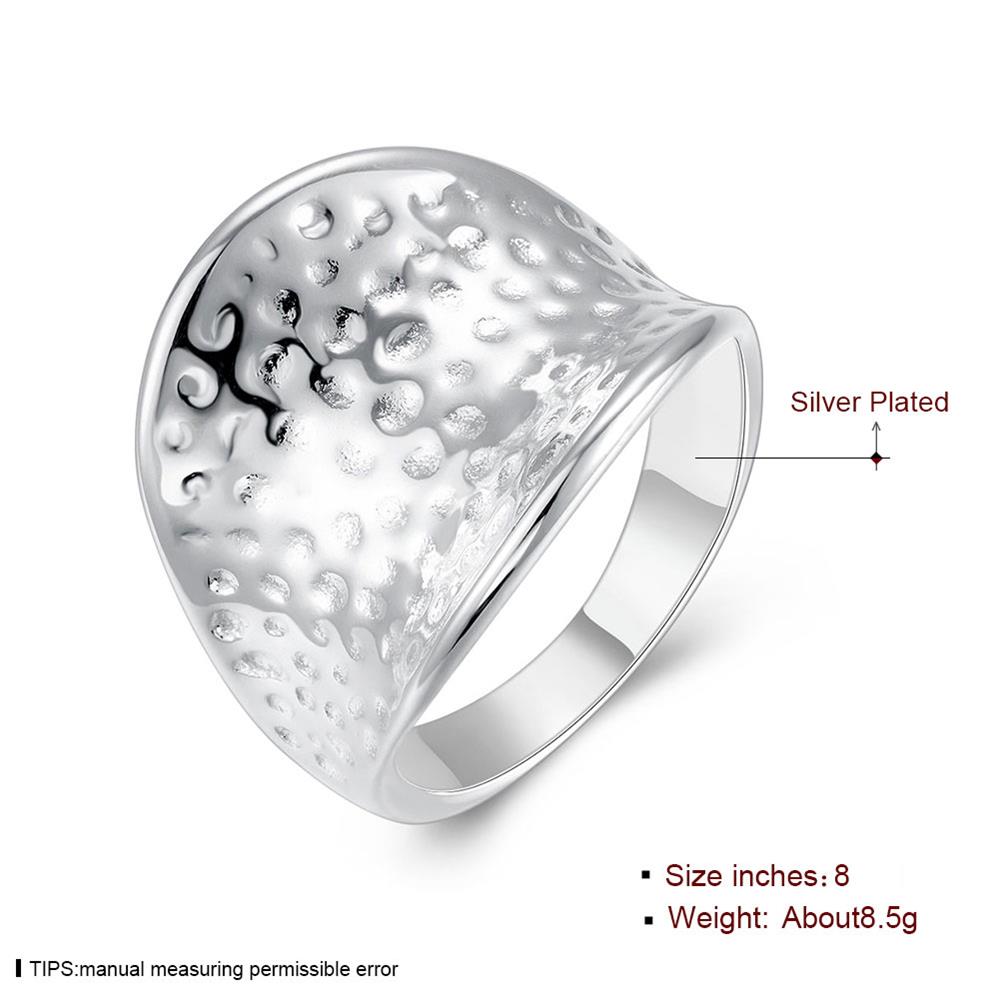 Silver Plated
Size inches: 8
Weight: About8.5g
TIPS:manual measuring permissible error